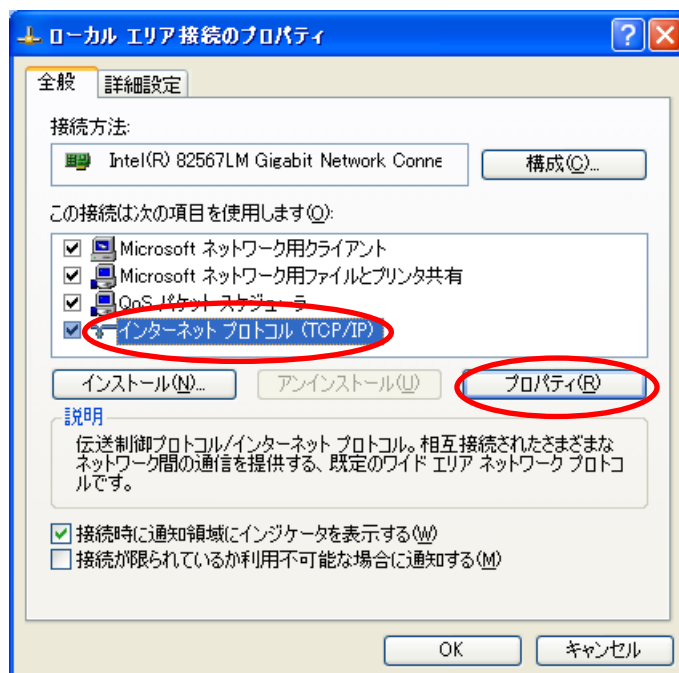 ローカル エリア接続のプロパティ
全般 詳細設定
接続方法:
Intel(R) 82567LM Gigabit Network Conne 構成(C)...
この接続は次の項目を使用します(O):
Microsoft ネットワーク用クライアント
Microsoft ネットワーク用ファイルとプリンタ共有
QoS パケット スケジューラ
インターネット プロトコル (TCP/IP)
インストール(N)... アンインストール(U) プロパティ(R)
説明
伝送制御プロトコル/インターネット プロトコル。相互接続されたさまざまな
ネットワーク間の通信を提供する、既定のワイド エリア ネットワーク プロトコ
ルです。
接続時に通知領域にインジケータを表示する(W)
接続が限られているか利用不可能な場合に通知する(M)
OK キャンセル